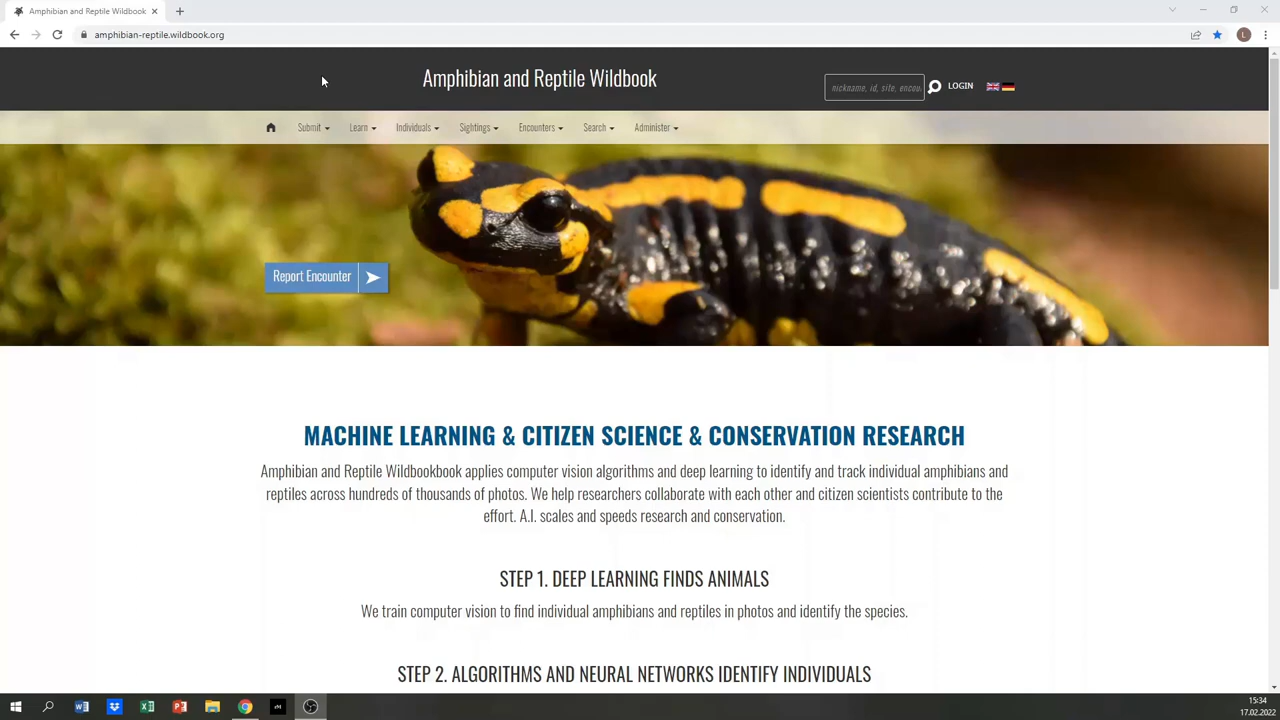 Amphibian and Reptile Wildbook
amphibian-reptile.wildbook.org
L
Amphibian and Reptile Wildbook
nickname, id, site, encou
LOGIN
Submit
Learn
Individuals
Sightings
Encounters
Search
Administer
Report Encounter
MACHINE LEARNING & CITIZEN SCIENCE & CONSERVATION RESEARCH
Amphibian and Reptile Wildbookbook applies computer vision algorithms and deep learning to identify and track individual amphibians and
reptiles across hundreds of thousands of photos. We help researchers collaborate with each other and citizen scientists contribute to the
effort. A.I. scales and speeds research and conservation.
STEP 1. DEEP LEARNING FINDS ANIMALS
We train computer vision to find individual amphibians and reptiles in photos and identify the species.
STEP 2. ALGORITHMS AND NEURAL NETWORKS IDENTIFY INDIVIDUALS
15:34
17.02.2022